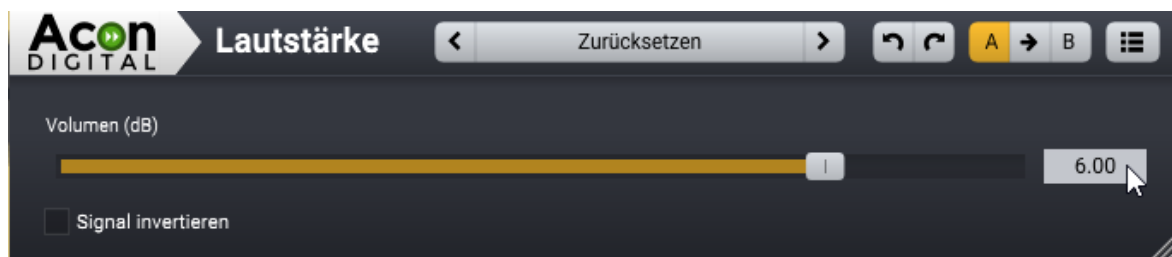 Acon
DIGITAL
Lautstärke
Zurücksetzen
A
B
Volumen (dB)
6.00
Signal invertieren